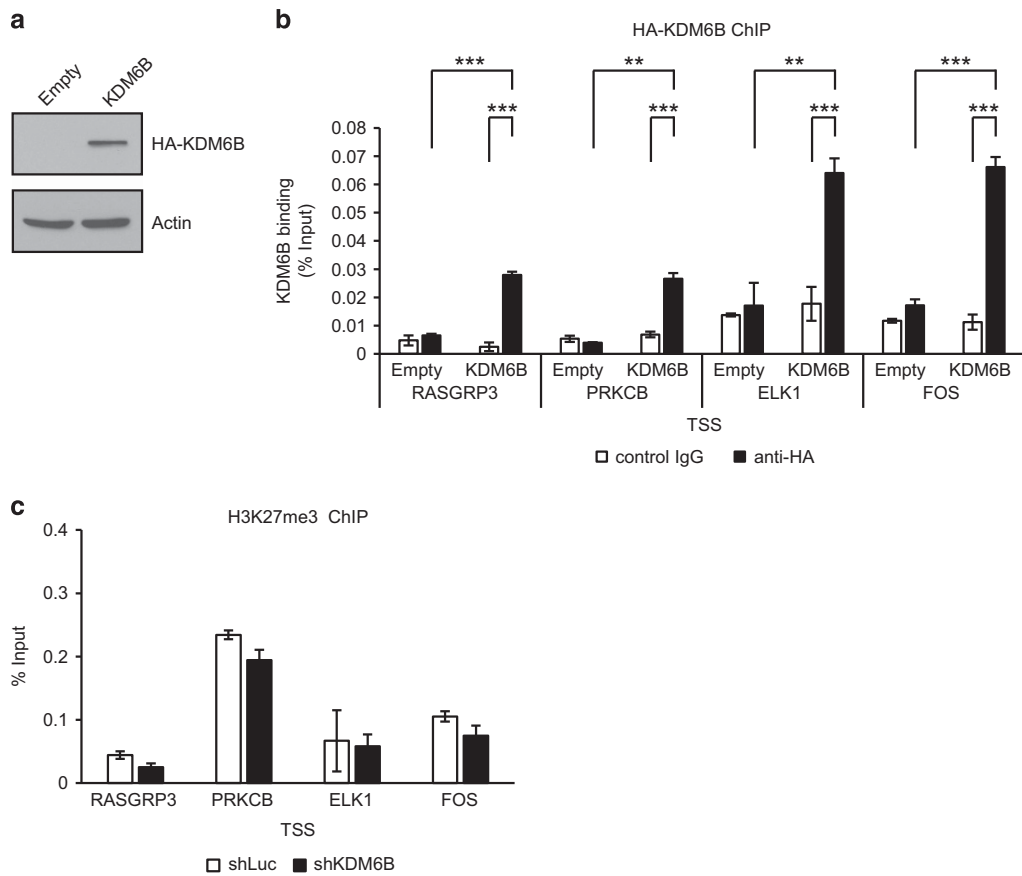 a
Empty
KDM6B
HA-KDM6B
Actin
b
HA-KDM6B ChIP
*** ** ** ***
*** *** *** ***
KDM6B binding
(% Input)
0.08
0.07
0.06
0.05
0.04
0.03
0.02
0.01
0
Empty KDM6B Empty KDM6B Empty KDM6B Empty KDM6B
RASGRP3 PRKCB ELK1 FOS
TSS
control IgG anti-HA
c
H3K27me3 ChIP
% Input
0.4
0.3
0.2
0.1
0
RASGRP3 PRKCB ELK1 FOS
TSS
shLuc shKDM6B